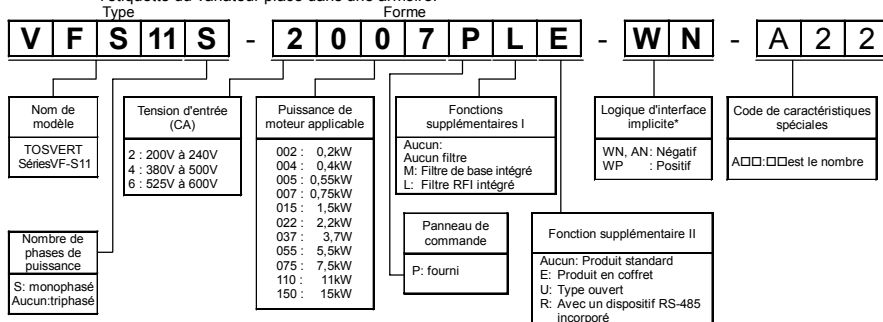 l'étiquette du variateur placé dans une armoire.
Type Forme
V F S 11 S - 2 0 0 7 P L E - W N - A 2 2
Nom de
modèle
TOSVERT
SériesVF-S11
Tension d'entrée
(CA)
2 : 200V à 240V
4 : 380V à 500V
6 : 525V à 600V
Puissance de
moteur applicable
002 : 0,2kW
004 : 0,4kW
005 : 0,55kW
007 : 0,75kW
015 : 1,5kW
022 : 2,2kW
037 : 3,7W
055 : 5,5kW
075 : 7,5kW
110 : 11kW
150 : 15kW
Fonctions
supplémentaires I
Aucun:
Aucun filtre
M: Filtre de base intégré
L: Filtre RFI intégré
Logique d'interface
implicite*
WN, AN: Négatif
WP : Positif
Code de caractéristiques
spéciales
A□□:□□est le nombre
Nombre de
phases de
puissance
S: monophasé
Aucun:triphasé
Panneau de
commande
P: fourni
Fonction supplémentaire II
Aucun: Produit standard
E: Produit en coffret
U: Type ouvert
R: Avec un dispositif RS-485
incorporé